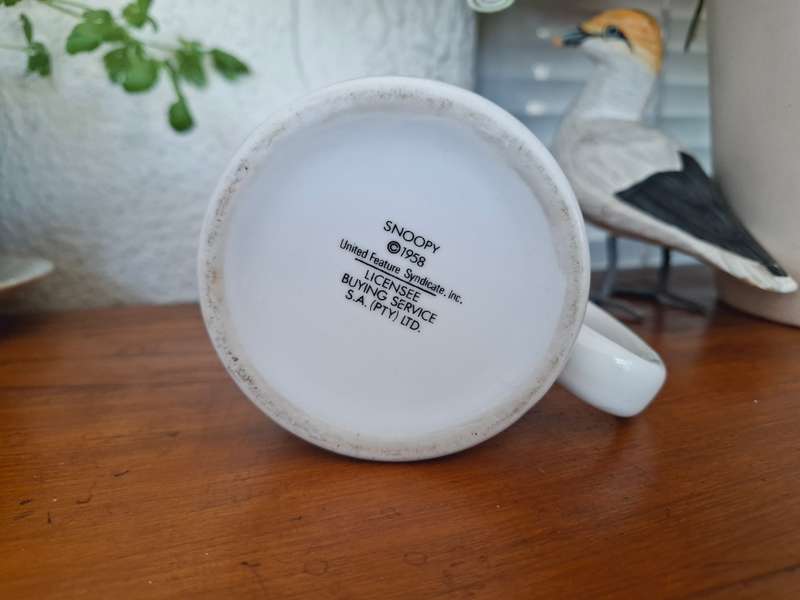 SNOOPY
©1958
United Feature Syndicate, Inc.
LICENSEE
BUYING SERVICE
S.A. (PTY) LTD.